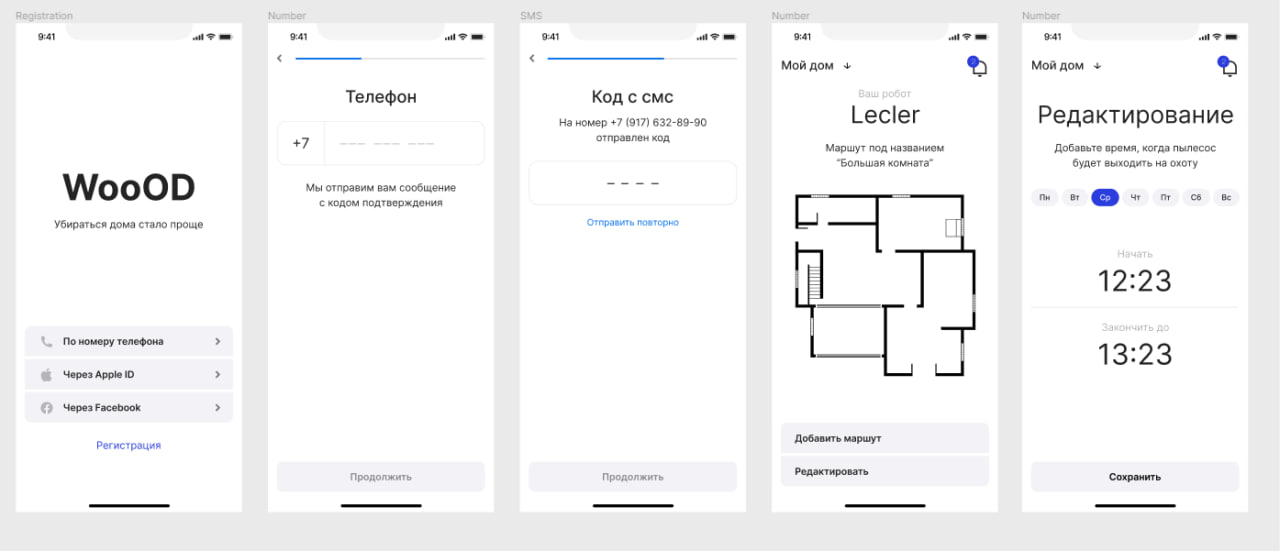 Registration
9:41
WooOD
Убираться дома стало проще
По номеру телефона
Через Apple ID
Через Facebook
Регистрация
Number
9:41
Телефон
+7
Мы отправим вам сообщение
с кодом подтверждения
Продолжить
SMS
9:41
Код с смс
На номер +7 (917) 632-89-90
отправлен код
Отправить повторно
Продолжить
Number
9:41
Мой дом
2
Ваш робот
Lecler
Маршрут под названием
“Большая комната”
Добавить маршут
Редактировать
Number
9:41
Мой дом
2
Редактирование
Добавьте время, когда пылесос
будет выходить на охоту
Пн Вт Ср Чт Пт Сб Вс
Начать
12:23
Закончить до
13:23
Сохранить